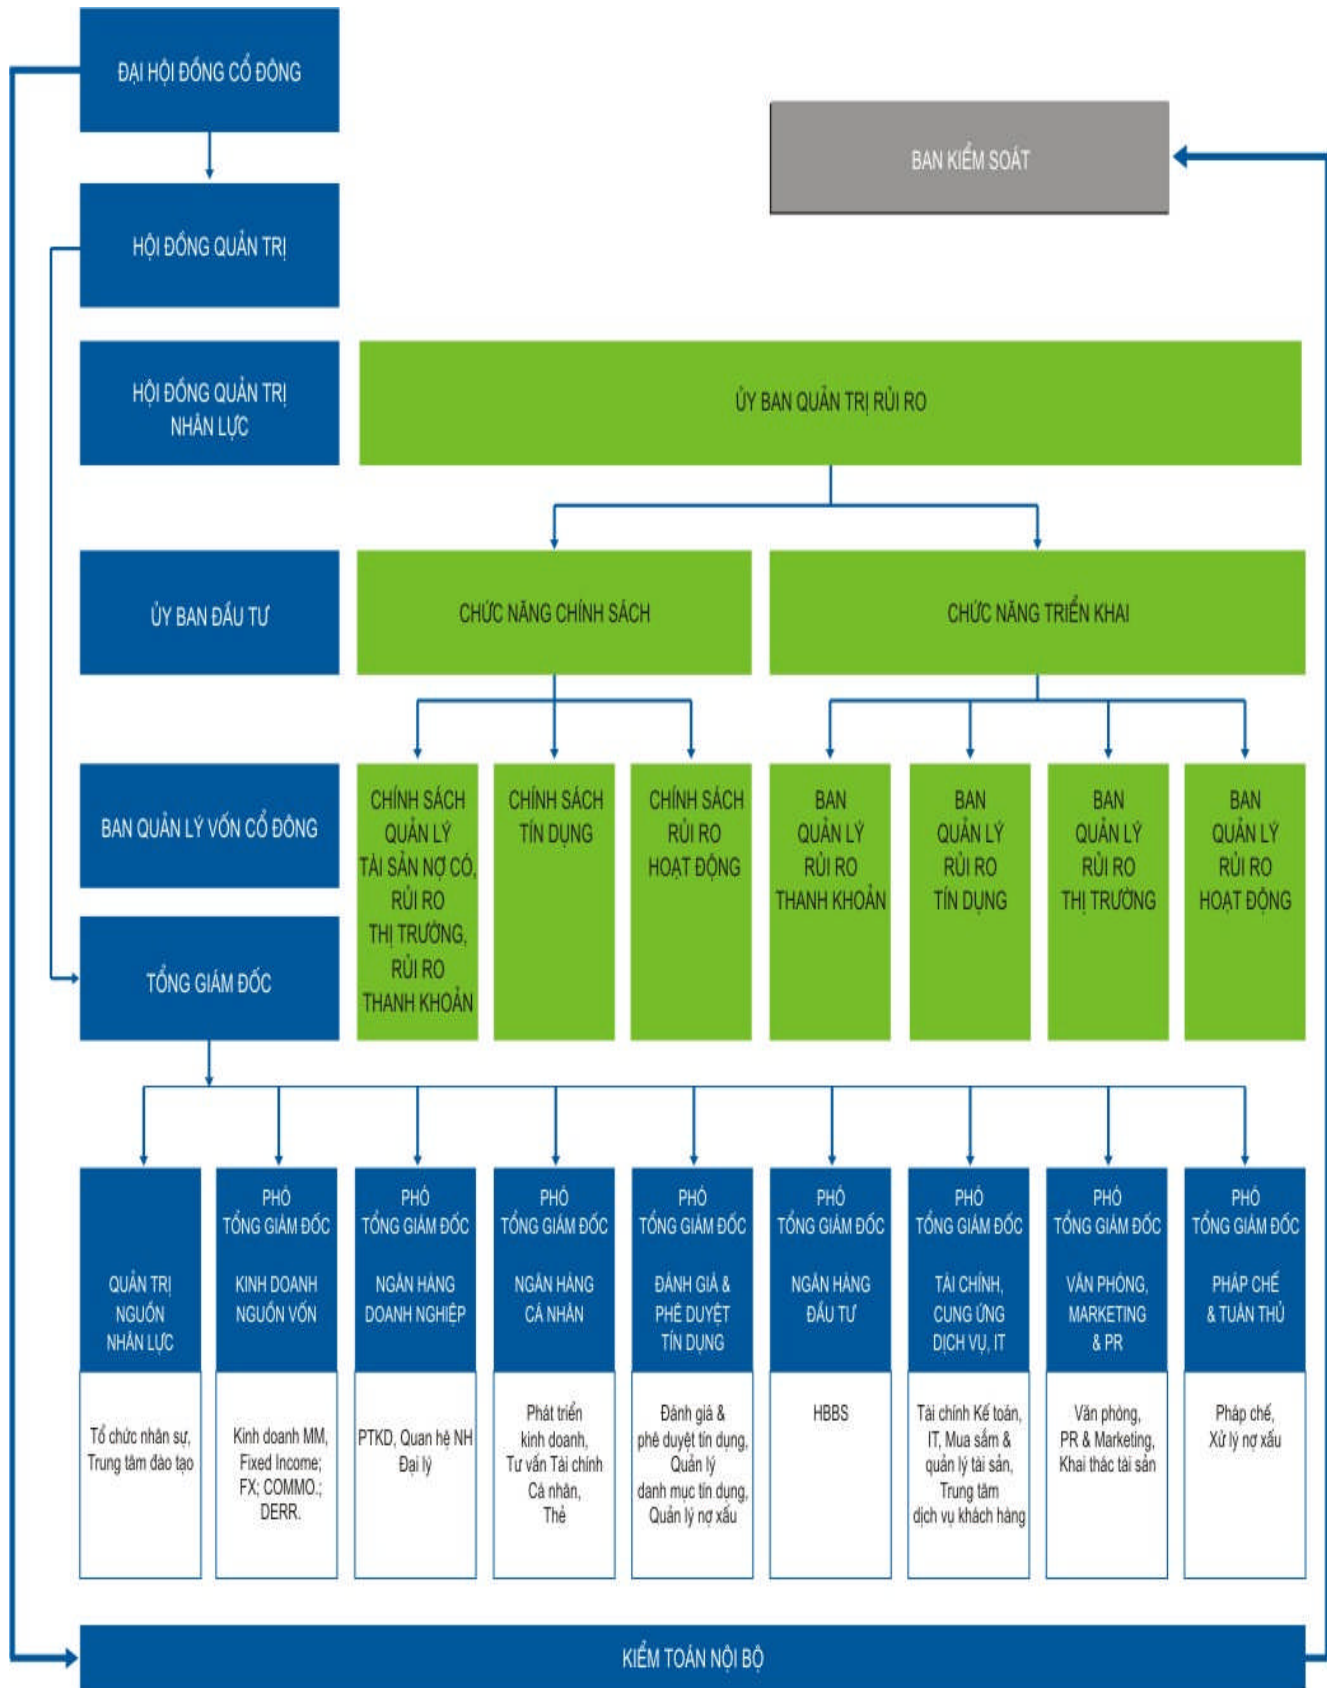 ĐẠI HỘI ĐỒNG CỔ ĐÔNG
BAN KIỂM SOÁT
HỘI ĐỒNG QUẢN TRỊ
HỘI ĐỒNG QUẢN TRỊ
NHÂN LỰC
ỦY BAN QUẢN TRỊ RỦI RO
ỦY BAN ĐẦU TƯ
CHỨC NĂNG CHÍNH SÁCH
CHỨC NĂNG TRIỂN KHAI
BAN QUẢN LÝ VỐN CỔ ĐÔNG
CHÍNH SÁCH
QUẢN LÝ
TÀI SẢN NỢ CÓ,
RỦI RO
THỊ TRƯỜNG,
RỦI RO
THANH KHOẢN
CHÍNH SÁCH
TÍN DỤNG
CHÍNH SÁCH
RỦI RO
HOẠT ĐỘNG
BAN
QUẢN LÝ
RỦI RO
THANH KHOẢN
BAN
QUẢN LÝ
RỦI RO
TÍN DỤNG
BAN
QUẢN LÝ
RỦI RO
THỊ TRƯỜNG
BAN
QUẢN LÝ
RỦI RO
HOẠT ĐỘNG
TỔNG GIÁM ĐỐC
QUẢN TRỊ
NGUỒN
NHÂN LỰC
Tổ chức nhân sự,
Trung tâm đào tạo
PHÓ
TỔNG GIÁM ĐỐC
KINH DOANH
NGUỒN VỐN
Kinh doanh MM,
Fixed Income;
FX; COMMO.;
DERR.
PHÓ
TỔNG GIÁM ĐỐC
NGÂN HÀNG
DOANH NGHIỆP
PTKD, Quan hệ NH
Đại lý
PHÓ
TỔNG GIÁM ĐỐC
NGÂN HÀNG
CÁ NHÂN
Phát triển
kinh doanh,
Tư vấn Tài chính
Cá nhân,
Thẻ
PHÓ
TỔNG GIÁM ĐỐC
ĐÁNH GIÁ &
PHÊ DUYỆT
TÍN DỤNG
Đánh giá &
phê duyệt tín dụng,
Quản lý
danh mục tín dụng,
Quản lý nợ xấu
PHÓ
TỔNG GIÁM ĐỐC
NGÂN HÀNG
ĐẦU TƯ
HBBS
PHÓ
TỔNG GIÁM ĐỐC
TÀI CHÍNH,
CUNG ỨNG
DỊCH VỤ, IT
Tài chính Kế toán,
IT, Mua sắm &
quản lý tài sản,
Trung tâm
dịch vụ khách hàng
PHÓ
TỔNG GIÁM ĐỐC
VĂN PHÒNG,
MARKETING
& PR
Văn phòng,
PR & Marketing,
Khai thác tài sản
PHÓ
TỔNG GIÁM ĐỐC
PHÁP CHẾ
& TUÂN THỦ
Pháp chế,
Xử lý nợ xấu
KIỂM TOÁN NỘI BỘ